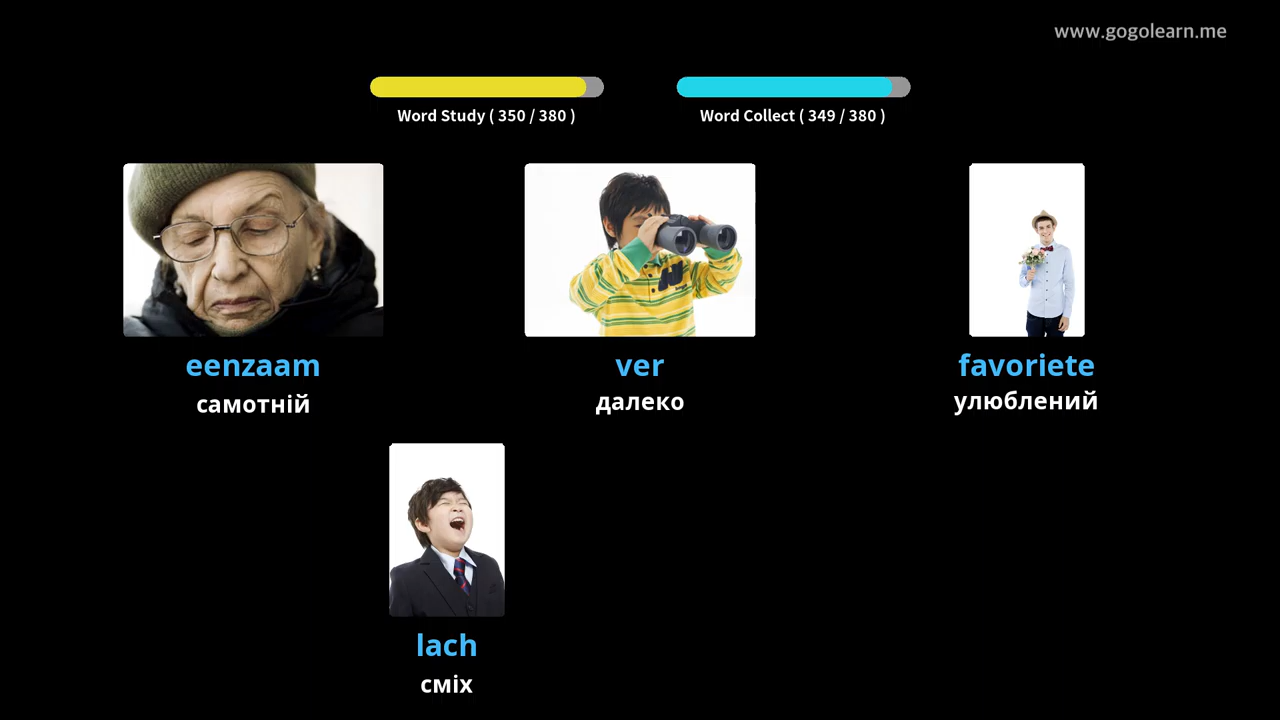 www.gogolearn.me
Word Study ( 350 / 380 )
Word Collect ( 349 / 380 )
eenzaam
самотній
ver
далеко
favoriete
улюблений
lach
сміх